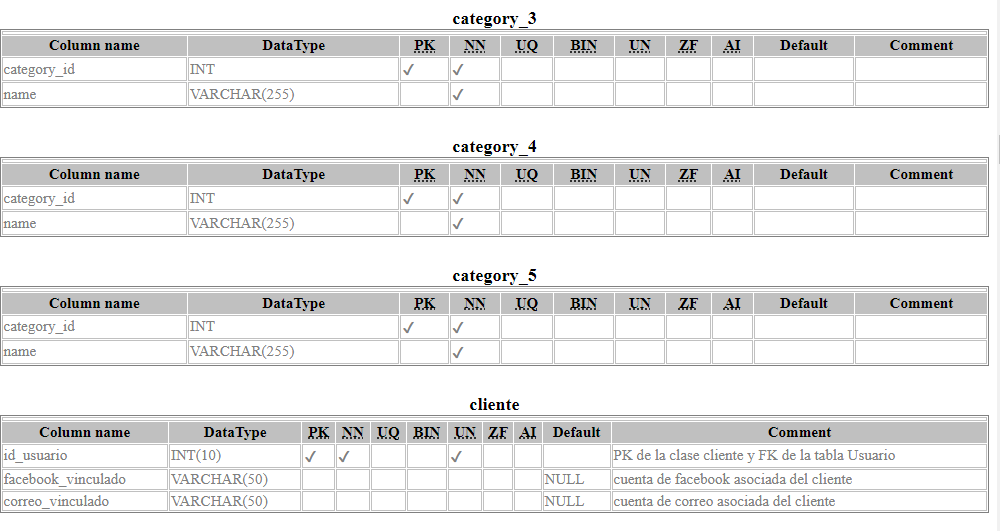 category_3
Column name DataType PK NN UQ BIN UN ZF AI Default Comment
category_id INT ✓ ✓
name VARCHAR(255) ✓
category_4
Column name DataType PK NN UQ BIN UN ZF AI Default Comment
category_id INT ✓ ✓
name VARCHAR(255) ✓
category_5
Column name DataType PK NN UQ BIN UN ZF AI Default Comment
category_id INT ✓ ✓
name VARCHAR(255) ✓
cliente
Column name DataType PK NN UQ BIN UN ZF AI Default Comment
id_usuario INT(10) ✓ ✓ ✓ PK de la clase cliente y FK de la tabla Usuario
facebook_vinculado VARCHAR(50) NULL cuenta de facebook asociada del cliente
correo_vinculado VARCHAR(50) NULL cuenta de correo asociada del cliente